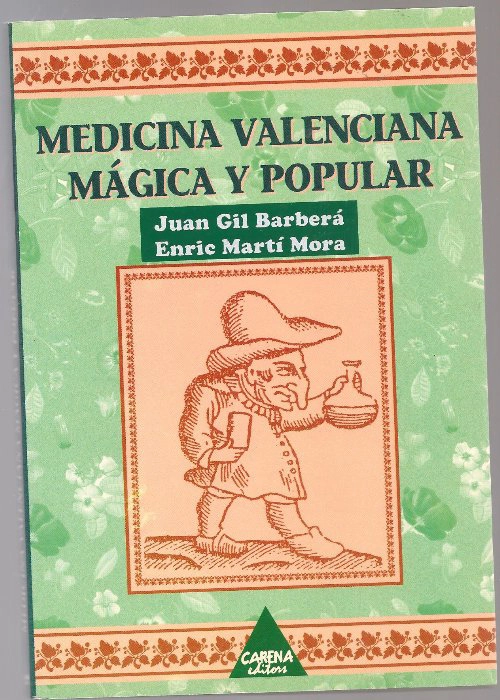 MEDICINA VALENCIANA
MÁGICA Y POPULAR
Juan Gil Barberá
Enric Martí Mora
CARENA
editors